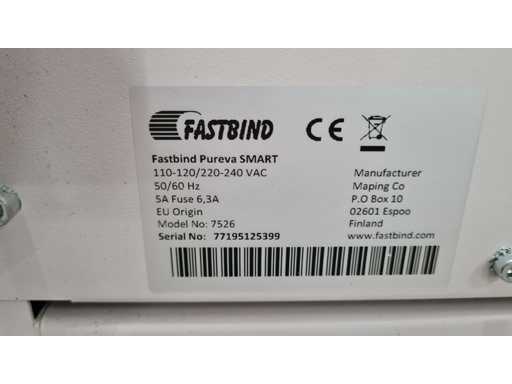 FASTBIND
CE
Fastbind Pureva SMART
110-120/220-240 VAC
50/60 Hz
5A Fuse 6,3A
EU Origin
Model No: 7526
Serial No: 77195125399
Manufacturer
Maping Co
P.O Box 10
02601 Espoo
Finland
www.fastbind.com